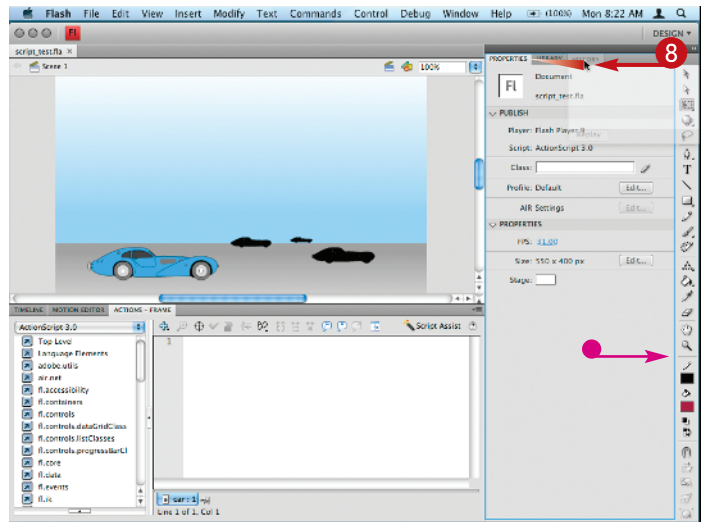 Flash File Edit View Insert Modify Text Commands Control Debug Window Help (100%) Mon 8:22 AM
Fl DESIGN
script_test.fla ×
Scene 1 100%
PROPERTIES LIBRARY HISTORY
8
Fl Document
script_test.fla
PUBLISH
Player: Flash Player 9
Replay
Script: ActionScript 3.0
Class:
Profile: Default Edit...
AIR Settings Edit...
PROPERTIES
FPS: 31.00
Size: 550 x 400 px Edit...
Stage:
T
TIMELINE MOTION EDITOR ACTIONS - FRAME
ActionScript 3.0 Script Assist
Top Level 1
Language Elements
adobe.utils
air.net
fl.accessibility
fl.containers
fl.controls
fl.controls.dataGridClass
fl.controls.listClasses
fl.controls.progressBarCl
fl.core
fl.data
fl.events
fl.ik
car : 1
Line 1 of 1, Col 1